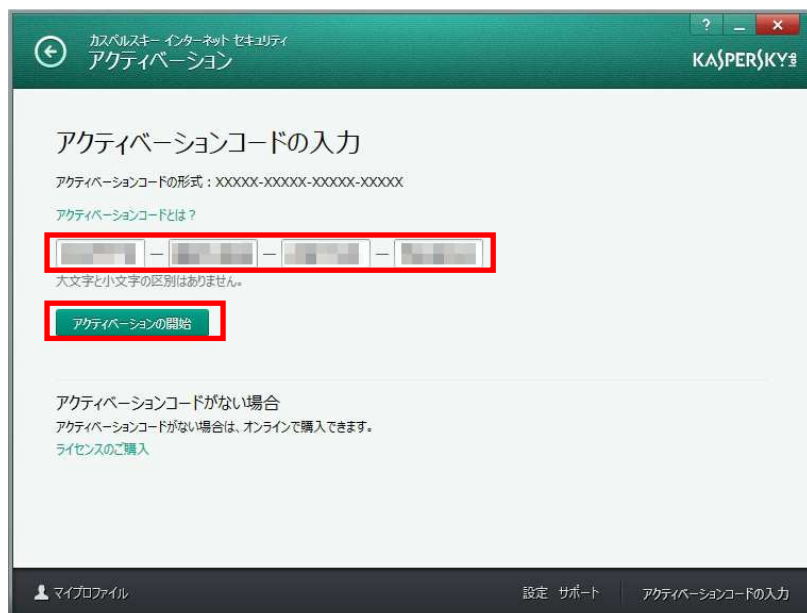 ? _ x
カスペルスキー インターネット セキュリティ
アクティベーション
KASPERSKY lab
アクティベーションコードの入力
アクティベーションコードの形式：XXXXX-XXXXX-XXXXX-XXXXX
アクティベーションコードとは？
大文字と小文字の区別はありません。
アクティベーションの開始
アクティベーションコードがない場合
アクティベーションコードがない場合は、オンラインで購入できます。
ライセンスのご購入
マイプロファイル
設定 サポート アクティベーションコードの入力